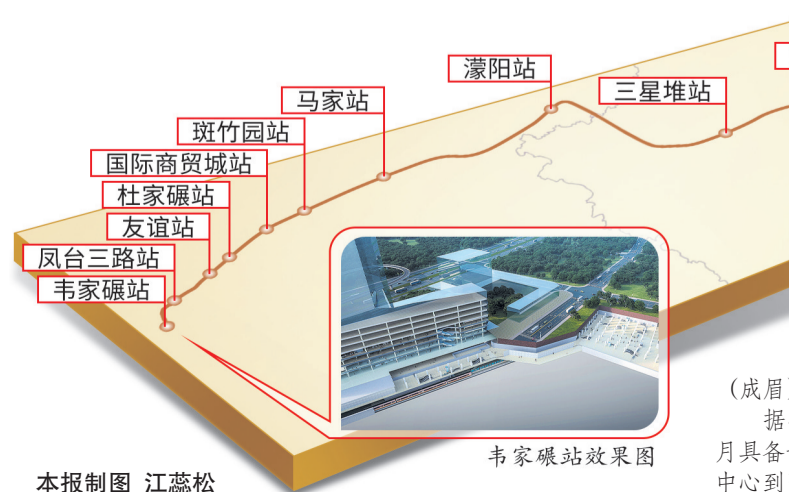 濛阳站
三星堆站
马家站
斑竹园站
国际商贸城站
杜家碾站
友谊站
凤台三路站
韦家碾站
韦家碾站效果图
本报制图 江蕊松
(成眉
据
月具备
中心到